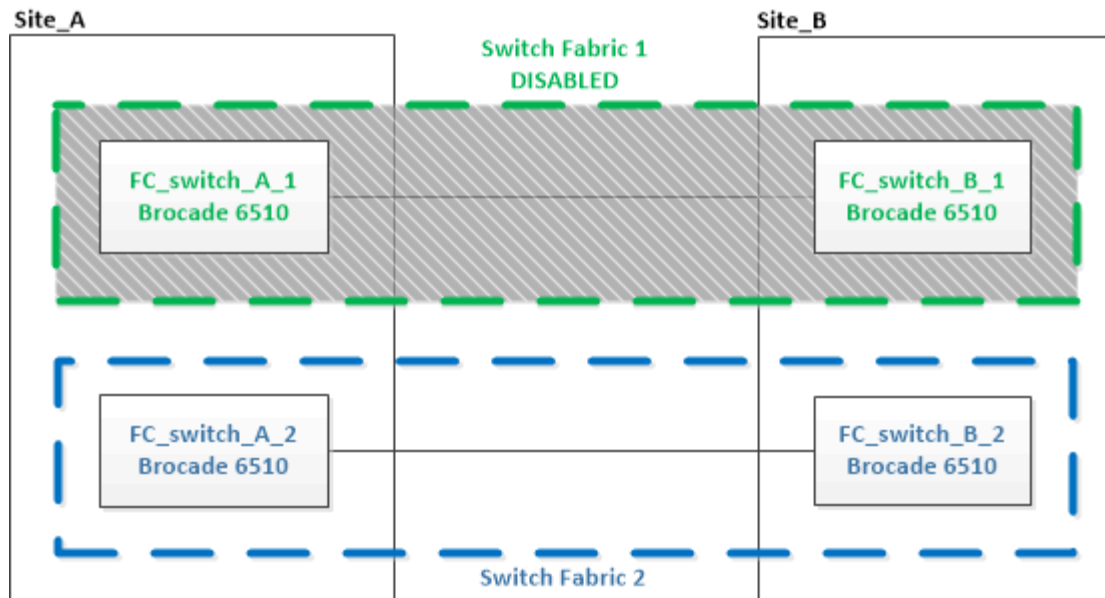 Site_A
Site_B
Switch Fabric 1
DISABLED
FC_switch_A_1
Brocade 6510
FC_switch_B_1
Brocade 6510
FC_switch_A_2
Brocade 6510
FC_switch_B_2
Brocade 6510
Switch Fabric 2